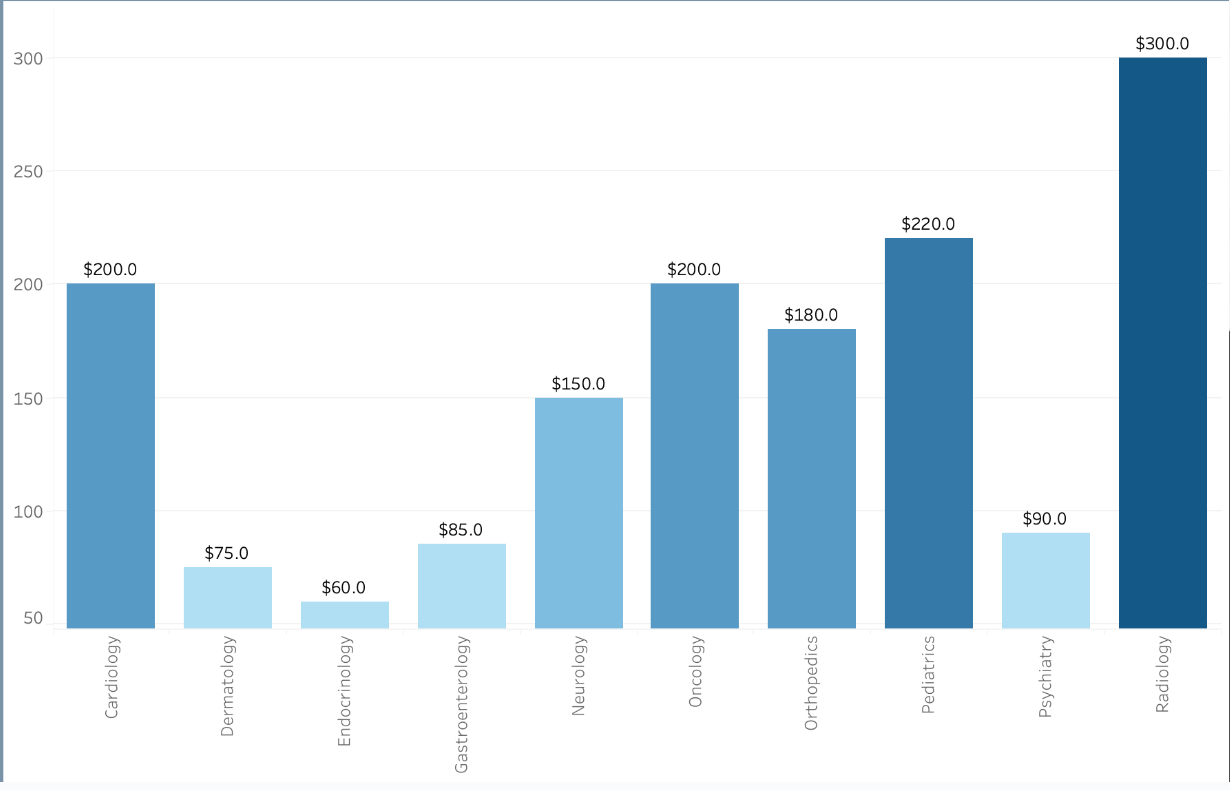 $300.0
300
250
$220.0
$200.0
$200.0
200
$180.0
$150.0
150
100
$90.0
$85.0
$75.0
$60.0
50
Cardiology
Dermatology
Endocrinology
Gastroenterology
Neurology
Oncology
Orthopedics
Pediatrics
Psychiatry
Radiology